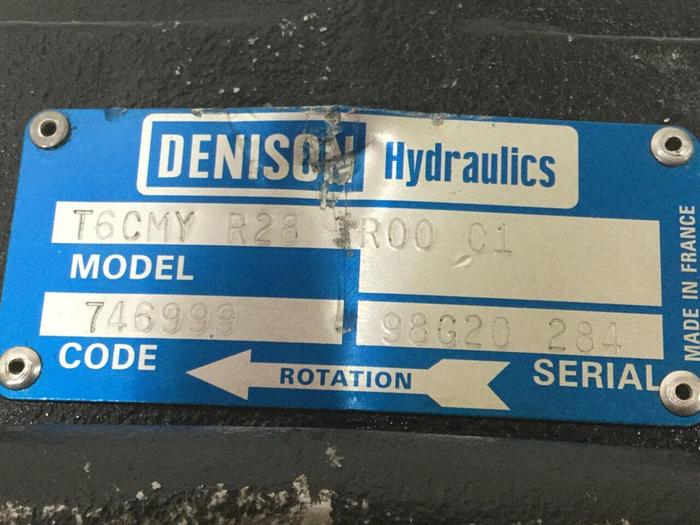 DENISON Hydraulics
T6CMY R28 R00 C1
MODEL
746999 98G20 284
CODE SERIAL
ROTATION
MADE IN FRANCE